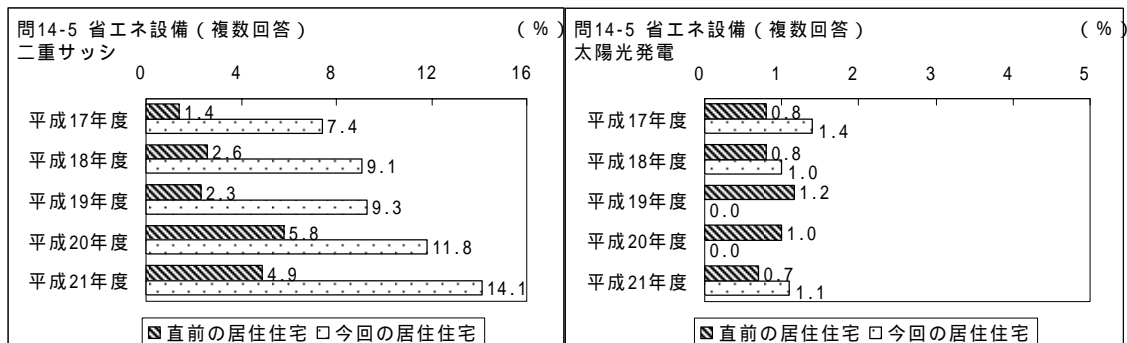 問14-5 省エネ設備（複数回答） （%）
二重サッシ
0 4 8 12 16
平成17年度 1.4
7.4
平成18年度 2.6
9.1
平成19年度 2.3
9.3
平成20年度 5.8
11.8
平成21年度 4.9
14.1
直前の居住住宅 今回の居住住宅
問14-5 省エネ設備（複数回答） （%）
太陽光発電
0 1 2 3 4 5
平成17年度 0.8
1.4
平成18年度 0.8
1.0
平成19年度 1.2
0.0
平成20年度 1.0
0.0
平成21年度 0.7
1.1
直前の居住住宅 今回の居住住宅